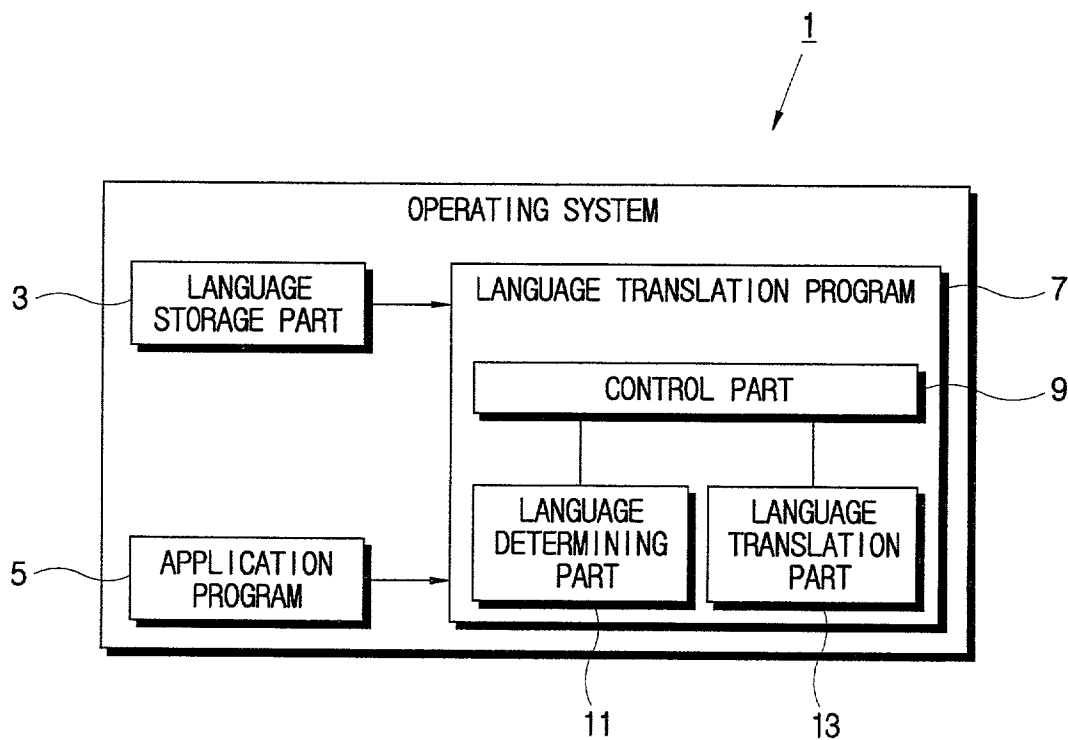 1
OPERATING SYSTEM
3
LANGUAGE
STORAGE PART
LANGUAGE TRANSLATION PROGRAM
7
CONTROL PART
9
5
APPLICATION
PROGRAM
LANGUAGE
DETERMINING
PART
LANGUAGE
TRANSLATION
PART
11
13